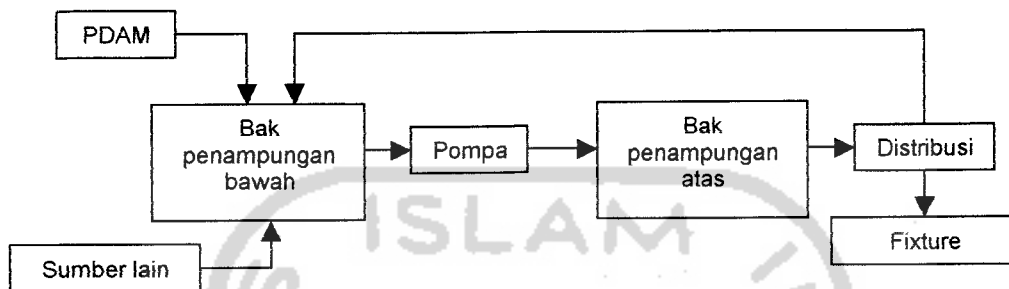 PDAM
Bak
penampungan
bawah
Pompa
Bak
penampungan
atas
Distribusi
Fixture
Sumber lain
ISLAM